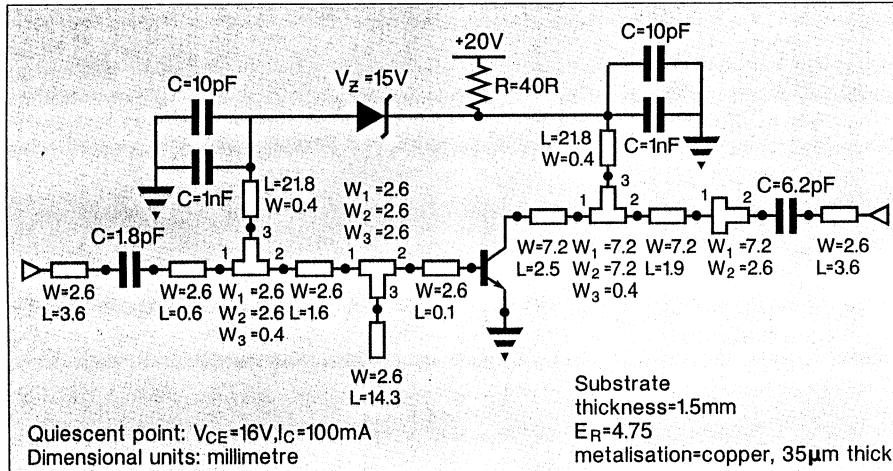 +20V
C=10pF
C=10pF
V_Z=15V
R=40R
C=1nF
C=1nF
L=21.8
W=0.4
L=21.8
W=0.4
W₁=2.6
W₂=2.6
W₃=2.6
C=1.8pF
C=6.2pF
3
1
2
3
1
2
1
2
3
1
2
W=2.6
L=3.6
W=2.6
L=0.6
W₁=2.6
W₂=2.6
W₃=0.4
W=2.6
L=1.6
W=2.6
L=14.3
W=2.6
L=0.1
W=7.2
L=2.5
W₁=7.2
W₂=7.2
W₃=0.4
W=7.2
L=1.9
W₁=7.2
W₂=2.6
W=2.6
L=3.6
Quiescent point: V_CE=16V,I_C=100mA
Dimensional units: millimetre
Substrate
thickness=1.5mm
E_R=4.75
metalisation=copper, 35µm thick